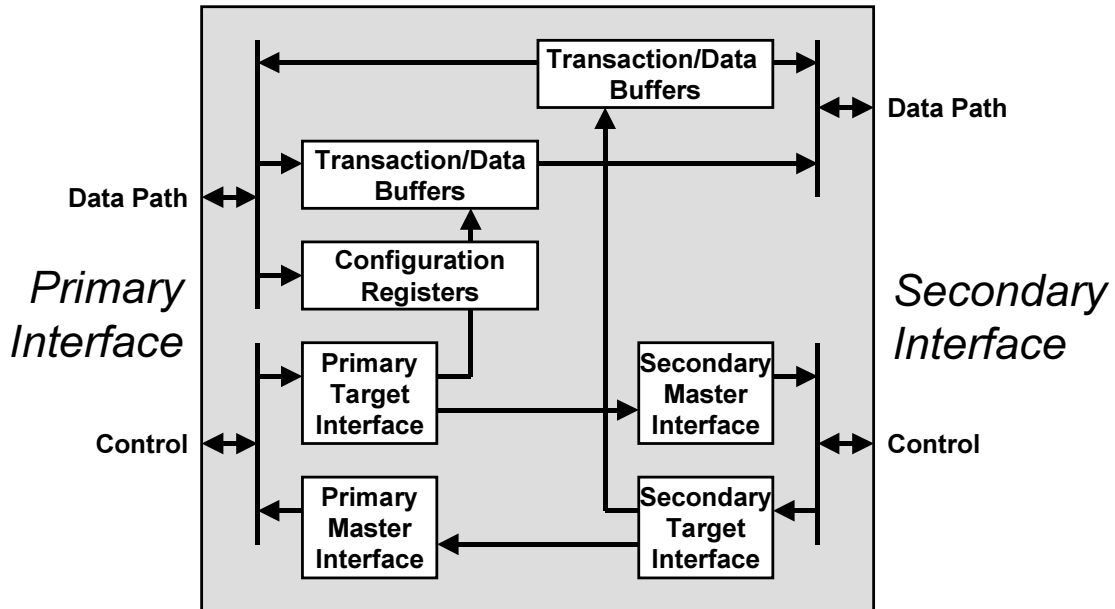 Transaction/Data
Buffers
Data Path
Transaction/Data
Buffers
Data Path
Configuration
Registers
Primary
Interface
Secondary
Interface
Primary
Target
Interface
Secondary
Master
Interface
Control
Control
Primary
Master
Interface
Secondary
Target
Interface